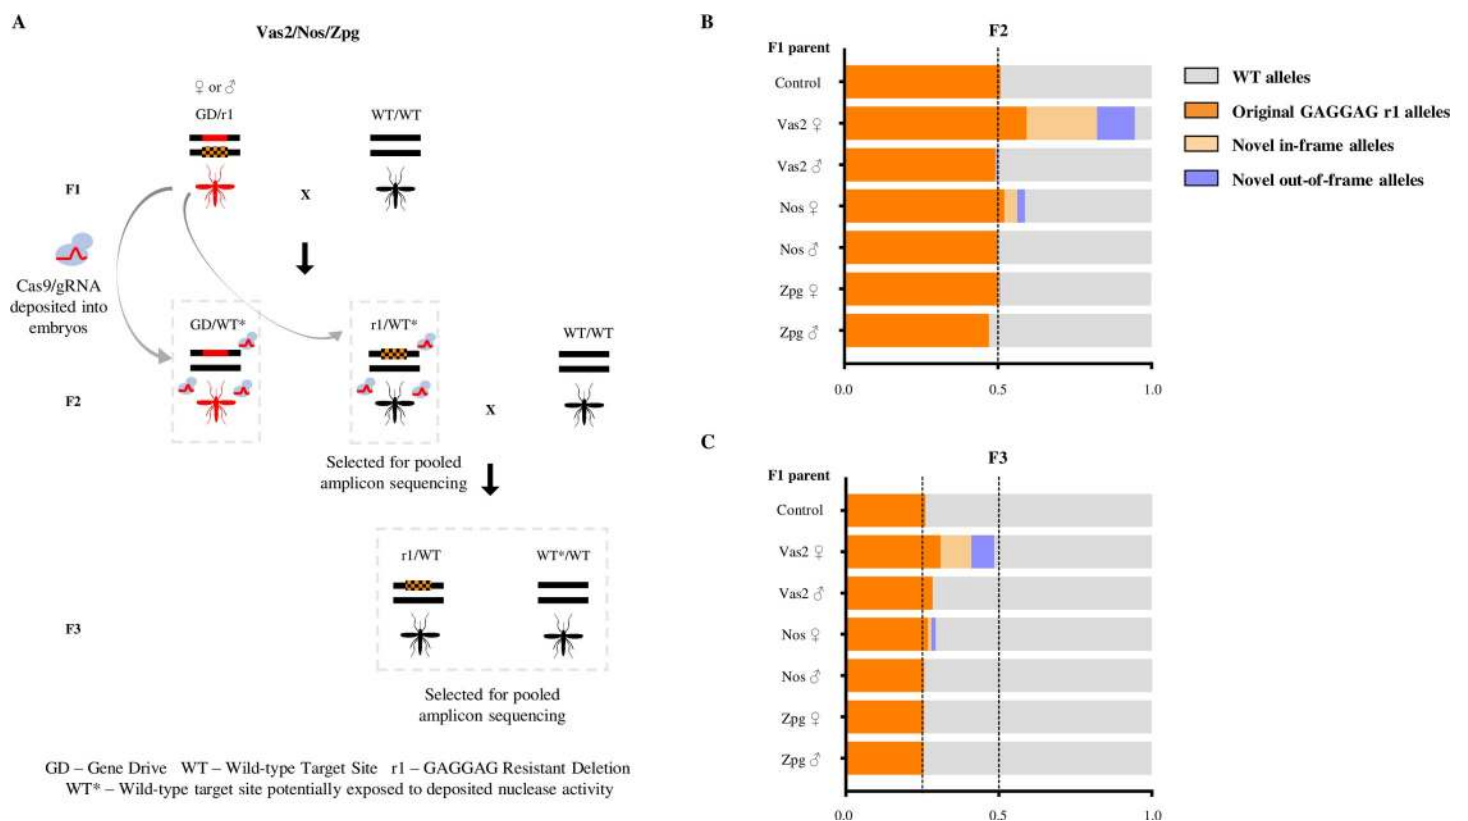 A
Vas2/Nos/Zpg
♀ or ♂
GD/r1
WT/WT
F1
X
Cas9/gRNA
deposited into
embryos
GD/WT*
r1/WT*
WT/WT
F2
X
Selected for pooled
amplicon sequencing
r1/WT
WT*/WT
F3
Selected for pooled
amplicon sequencing
GD – Gene Drive WT – Wild-type Target Site r1 – GAGGAG Resistant Deletion
WT* – Wild-type target site potentially exposed to deposited nuclease activity
B
F2
F1 parent
Control
Vas2 ♀
Vas2 ♂
Nos ♀
Nos ♂
Zpg ♀
Zpg ♂
0.0 0.5 1.0
WT alleles
Original GAGGAG r1 alleles
Novel in-frame alleles
Novel out-of-frame alleles
C
F3
F1 parent
Control
Vas2 ♀
Vas2 ♂
Nos ♀
Nos ♂
Zpg ♀
Zpg ♂
0.0 0.5 1.0